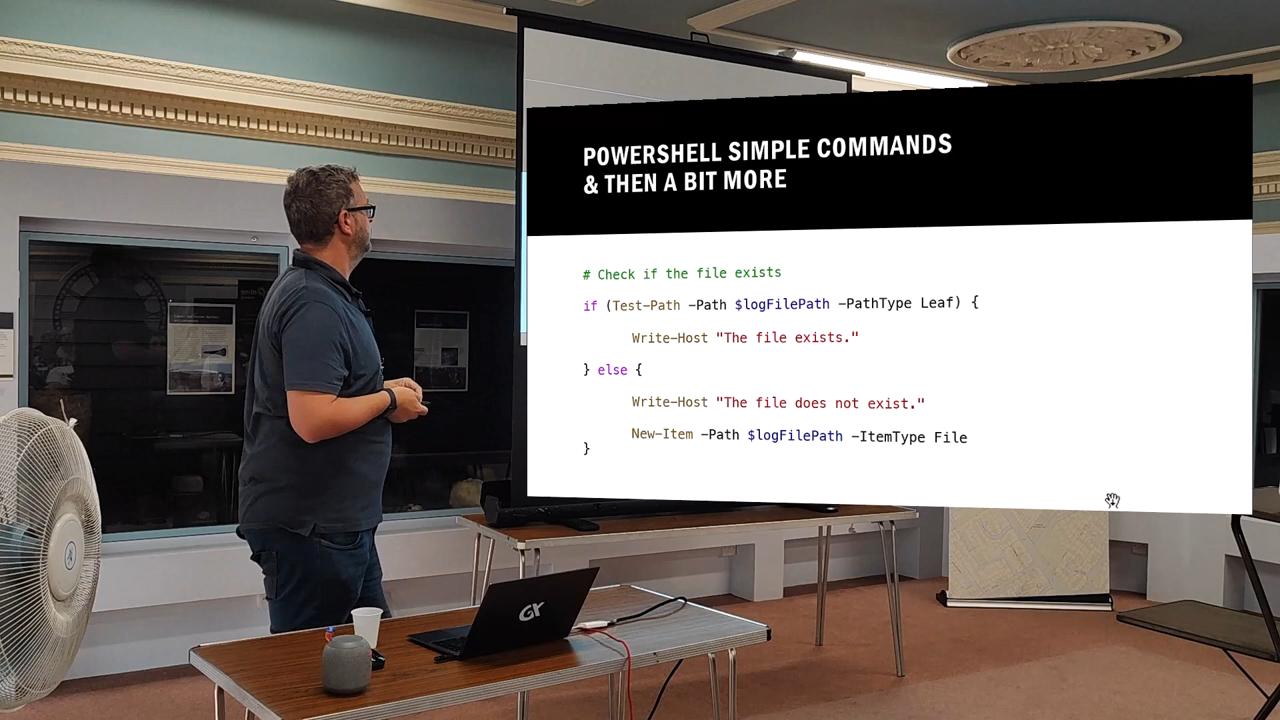 POWERSHELL SIMPLE COMMANDS
& THEN A BIT MORE
# Check if the file exists
if (Test-Path -Path $logFilePath -PathType Leaf) {
Write-Host "The file exists."
} else {
Write-Host "The file does not exist."
New-Item -Path $logFilePath -ItemType File
}
GX